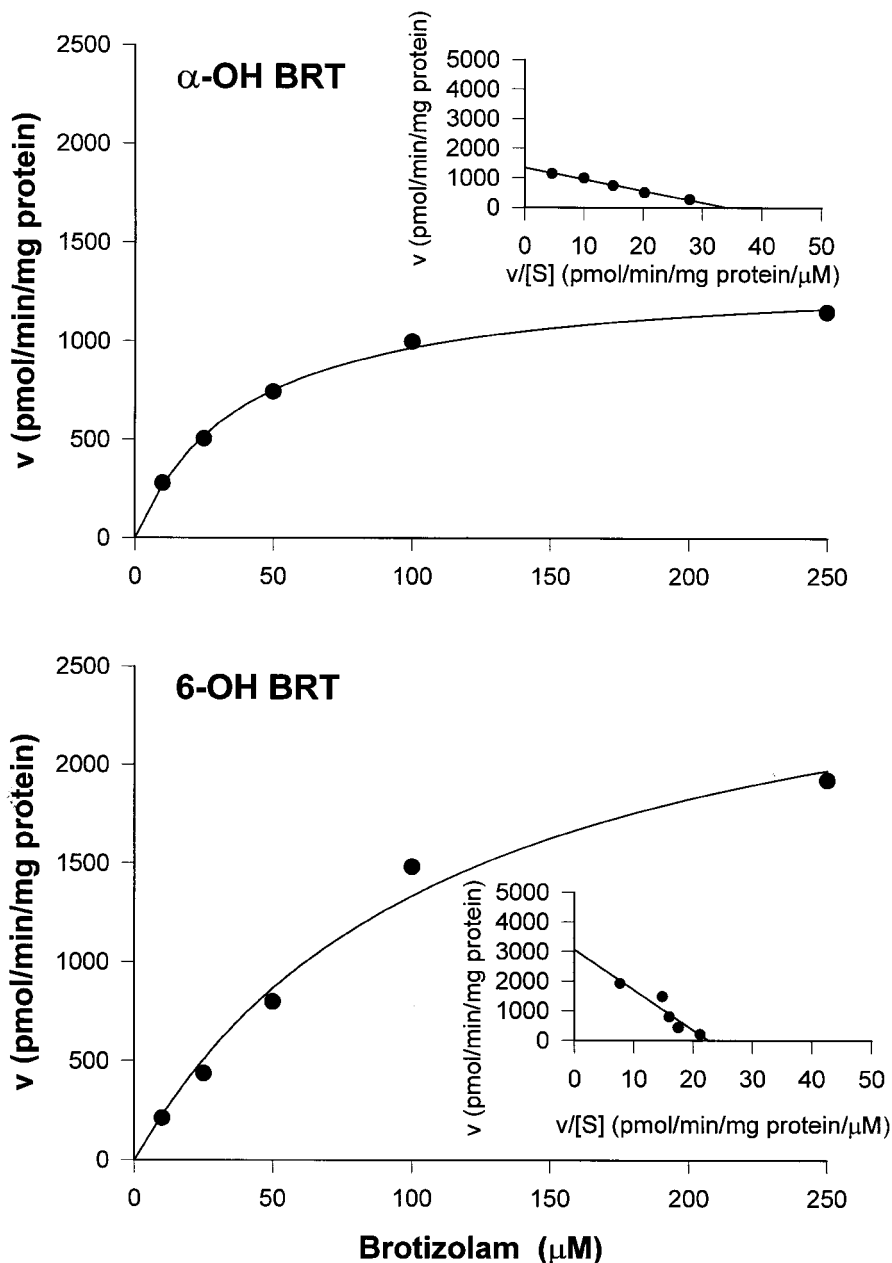 α-OH BRT
v (pmol/min/mg protein)
2500
2000
1500
1000
500
0
0 50 100 150 200 250
v (pmol/min/mg protein)
5000
4000
3000
2000
1000
0
0 10 20 30 40 50
v/[S] (pmol/min/mg protein/μM)
6-OH BRT
v (pmol/min/mg protein)
2500
2000
1500
1000
500
0
0 50 100 150 200 250
v (pmol/min/mg protein)
5000
4000
3000
2000
1000
0
0 10 20 30 40 50
v/[S] (pmol/min/mg protein/μM)
Brotizolam (μM)